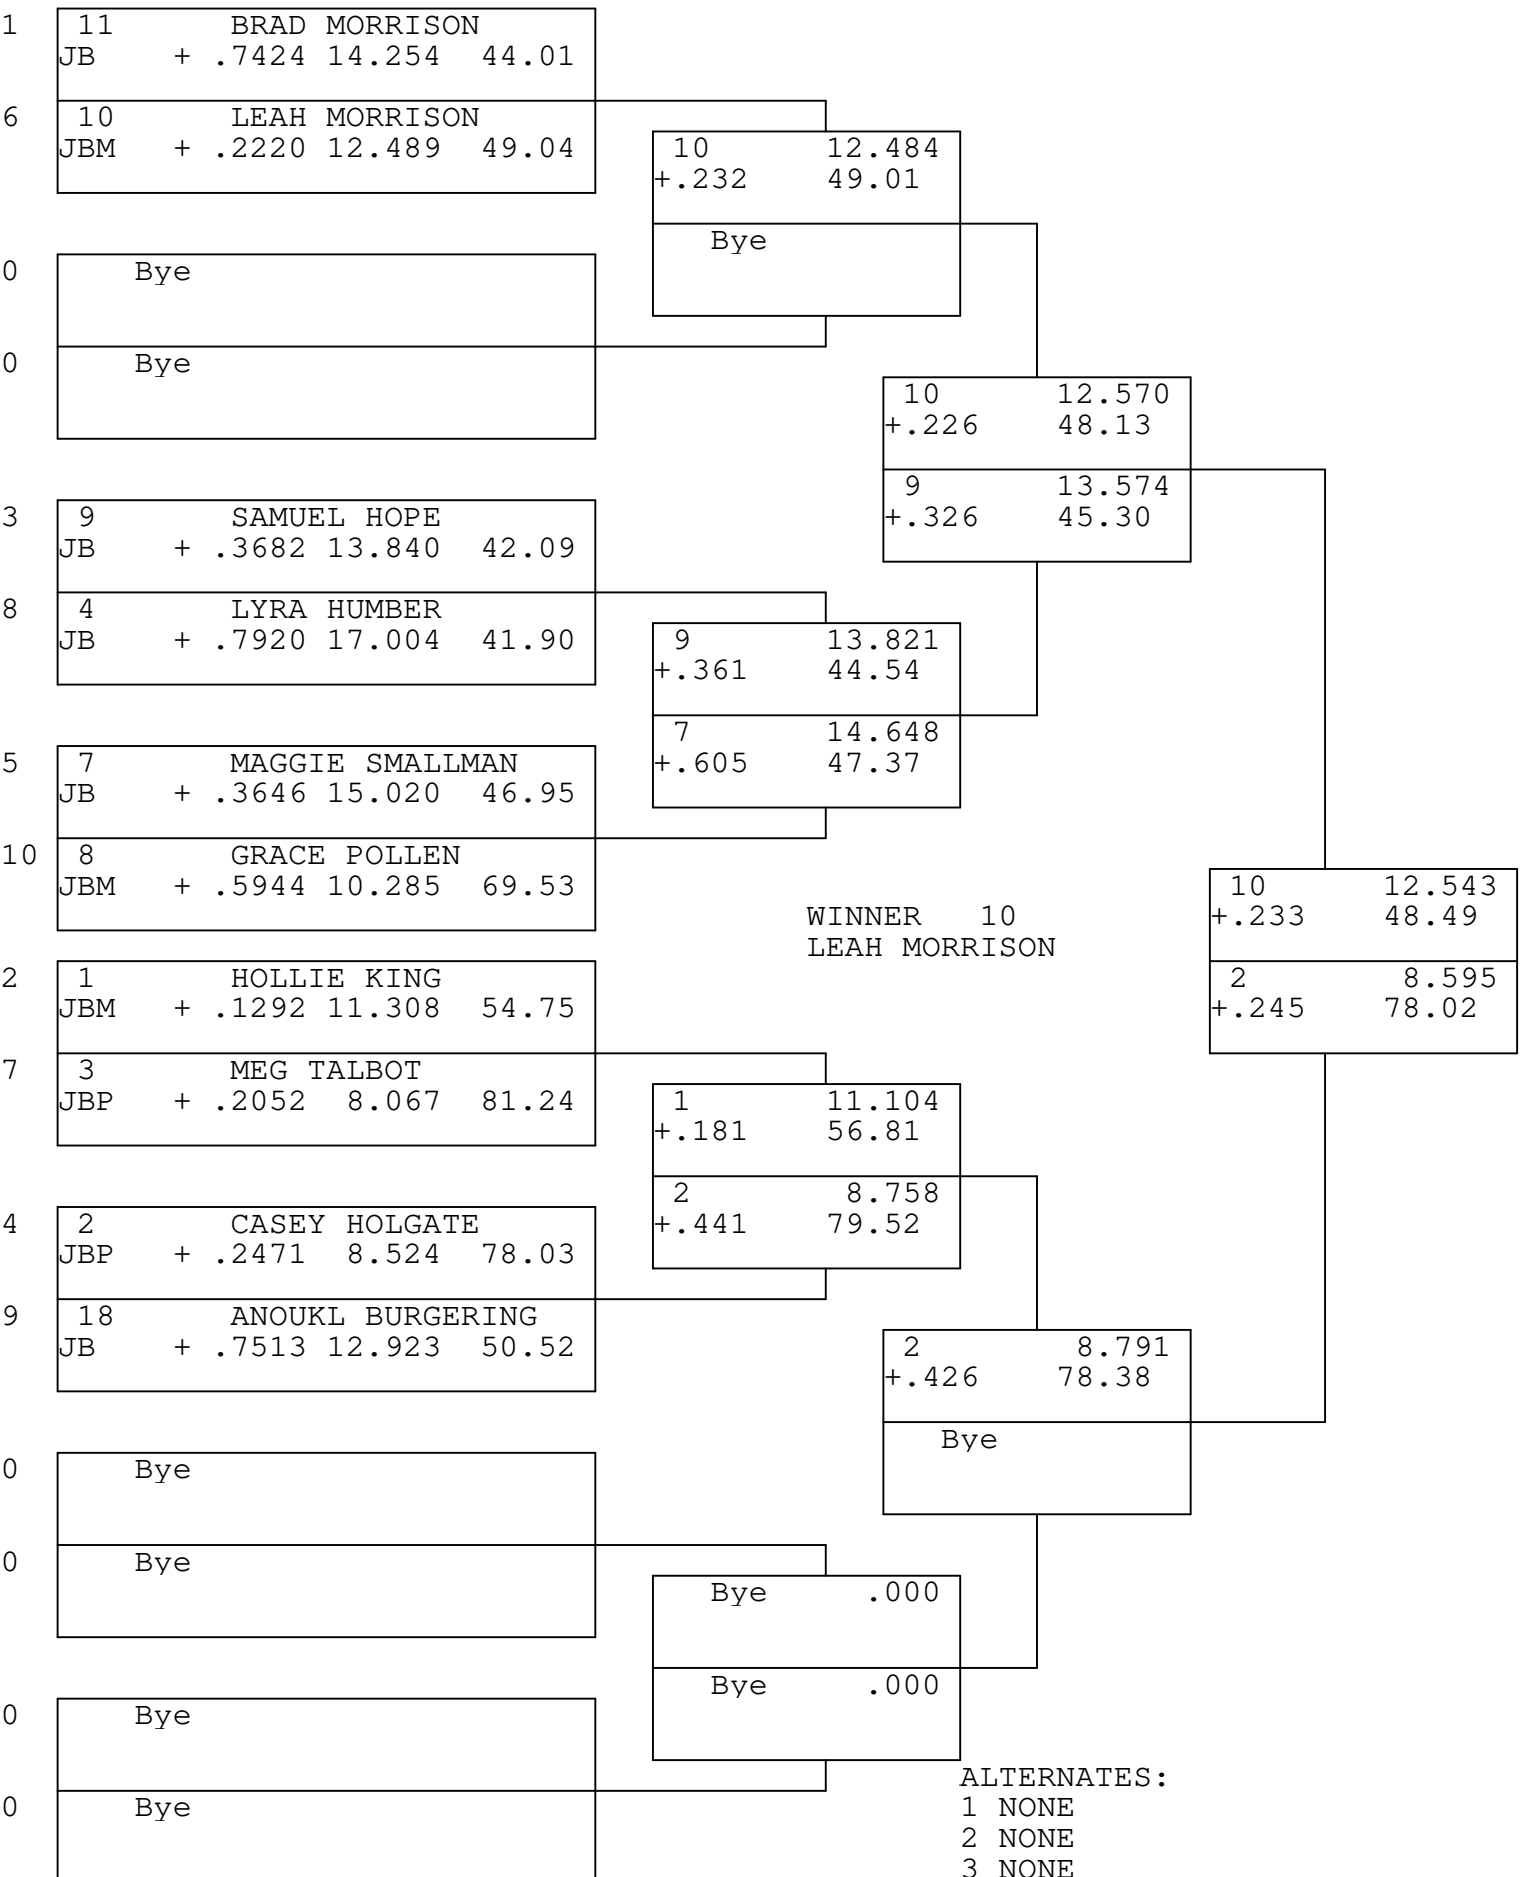 1 11 BRAD MORRISON
JB + .7424 14.254 44.01
6 10 LEAH MORRISON
JBM + .2220 12.489 49.04
10 12.484
+.232 49.01
Bye
0 Bye
0 Bye
10 12.570
+.226 48.13
9 13.574
+.326 45.30
3 9 SAMUEL HOPE
JB + .3682 13.840 42.09
8 4 LYRA HUMBER
JB + .7920 17.004 41.90
9 13.821
+.361 44.54
7 14.648
+.605 47.37
5 7 MAGGIE SMALLMAN
JB + .3646 15.020 46.95
10 8 GRACE POLLEN
JBM + .5944 10.285 69.53
WINNER 10
LEAH MORRISON
10 12.543
+.233 48.49
2 8.595
+.245 78.02
2 1 HOLLIE KING
JBM + .1292 11.308 54.75
7 3 MEG TALBOT
JBP + .2052 8.067 81.24
1 11.104
+.181 56.81
2 8.758
+.441 79.52
4 2 CASEY HOLGATE
JBP + .2471 8.524 78.03
9 18 ANOUKL BURGERING
JB + .7513 12.923 50.52
2 8.791
+.426 78.38
Bye
0 Bye
0 Bye
Bye .000
Bye .000
0 Bye
0 Bye
ALTERNATES:
1 NONE
2 NONE
3 NONE